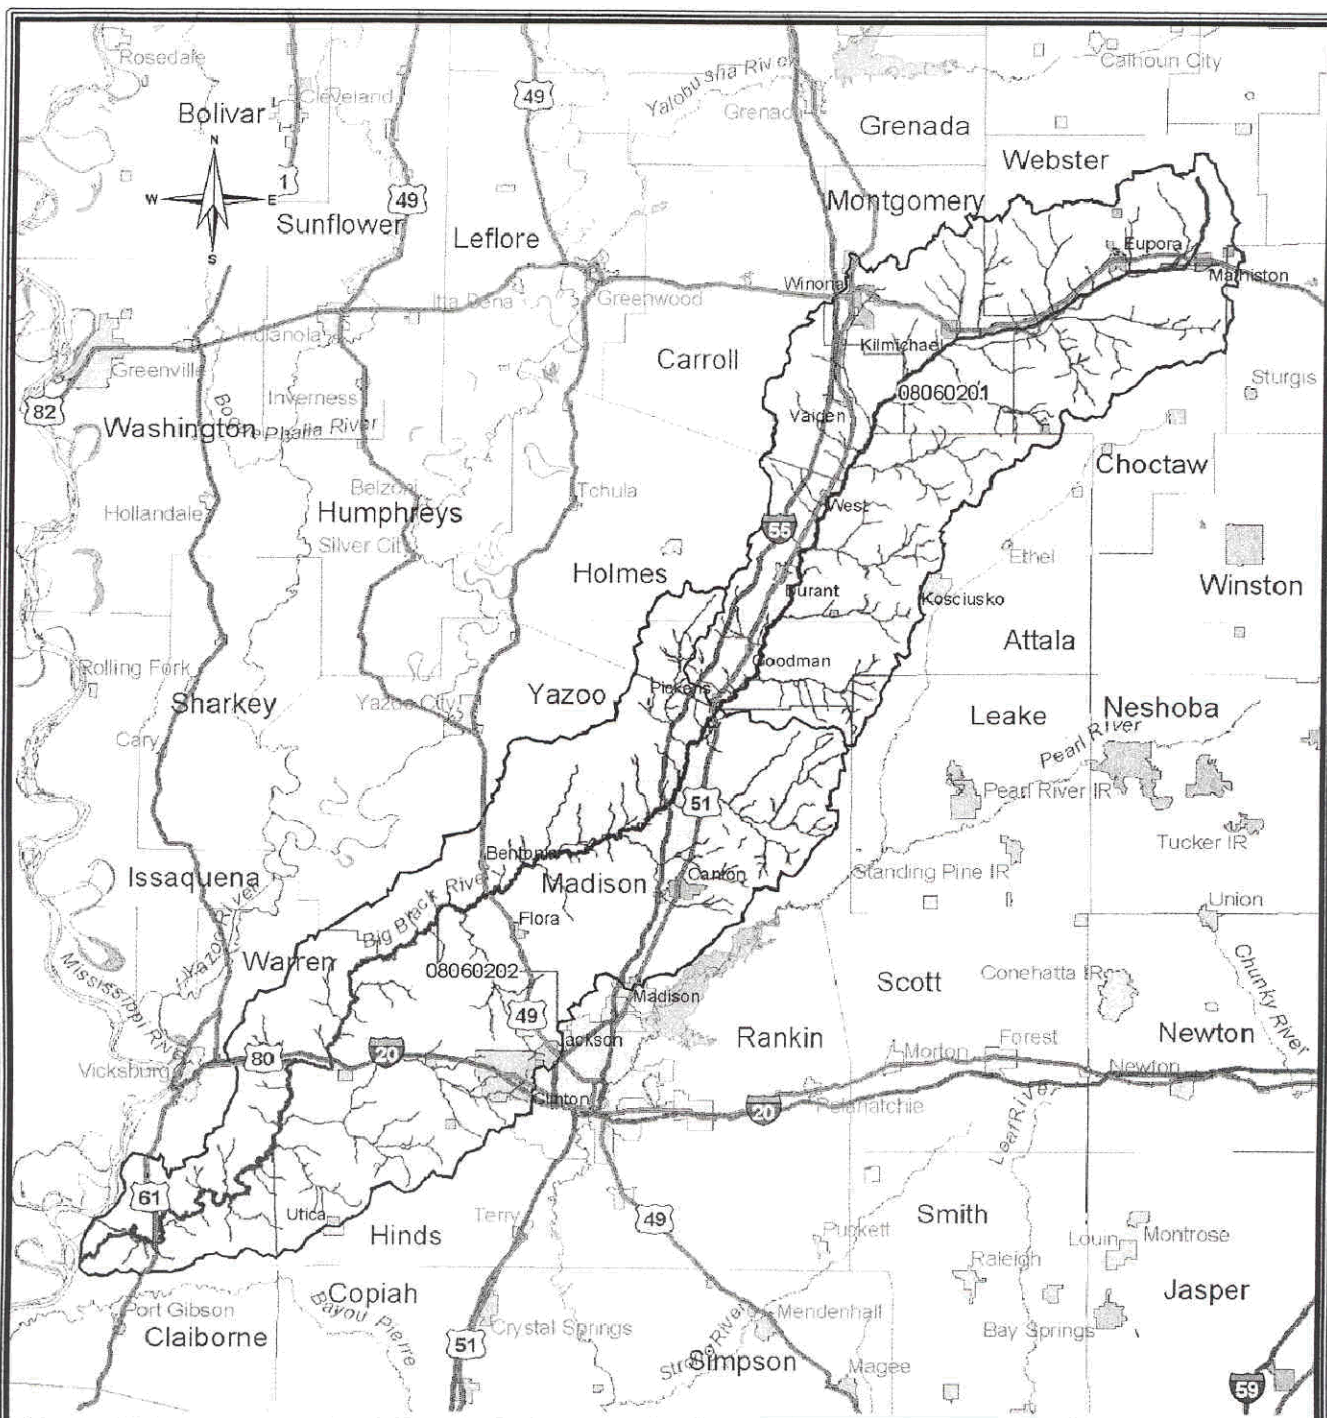 Rosedale
Calhoun City
Yalobusha River
Cleveland
49
Bolivar
Grenada
Grenada
N
Webster
W
E
1
49
Montgomery
Sunflower
Leflore
S
Eupora
Mathiston
Winona
Itta Bena
Greenwood
Indianola
Kilmichael
Carroll
Greenville
Sturgis
Inverness
08060201
82
Vaiden
Washington
Bogue Phalia River
Choctaw
Belzoni
Tchula
West
Hollandale
Humphreys
55
Silver City
Ethel
Holmes
Winston
Durant
Kosciusko
Attala
Rolling Fork
Goodman
Pickens
Yazoo
Sharkey
Yazoo City
Leake
Neshoba
Cary
Pearl River
Pearl River IR
51
Tucker IR
Bentonia
Issaquena
Madison
Canton
Standing Pine IR
Big Black River
Union
Flora
Yazoo River
Warren
08060202
Scott
Conehatta IR
Chunky River
Mississippi River
Madison
49
Rankin
Newton
Jackson
Forest
80
20
Morton
Vicksburg
Newton
Clinton
20
Pelahatchie
Leaf River
61
Utica
Terry
49
Smith
Hinds
Puckett
Louin
Montrose
Raleigh
Copiah
Jasper
Port Gibson
Bayou Pierre
Mendenhall
Claiborne
Crystal Springs
Bay Springs
51
Strong River
Simpson
Magee
59